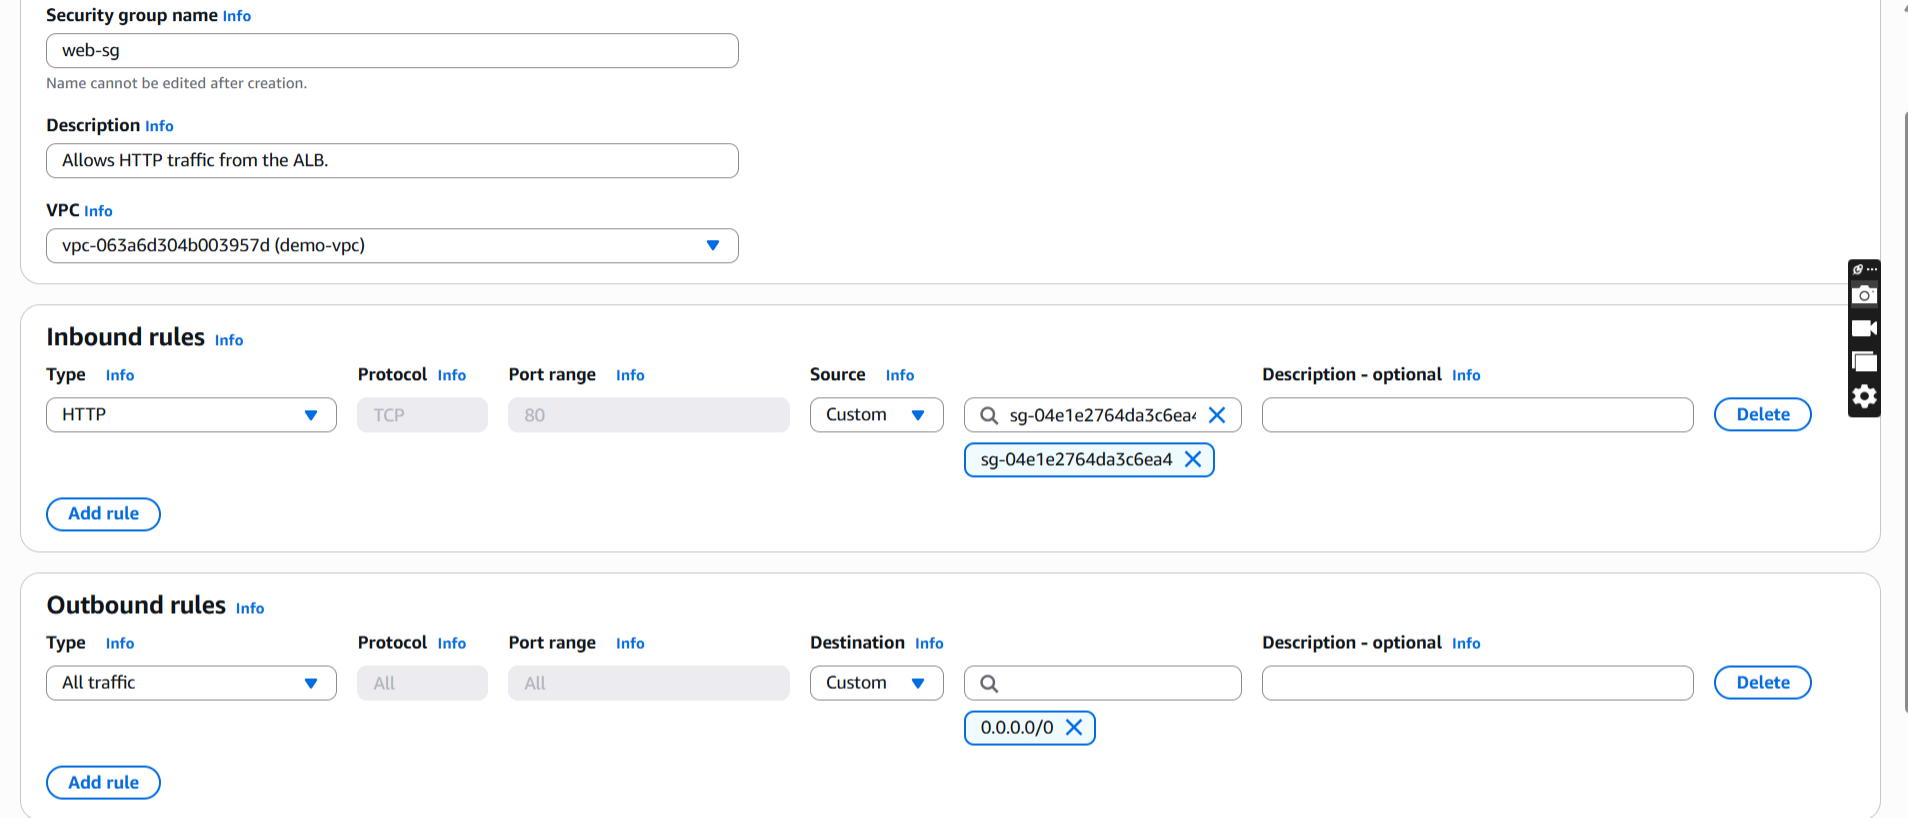 Security group name Info
web-sg
Name cannot be edited after creation.
Description Info
Allows HTTP traffic from the ALB.
VPC Info
vpc-063a6d304b003957d (demo-vpc)
Inbound rules Info
Type Info Protocol Info Port range Info Source Info Description - optional Info
HTTP TCP 80 Custom sg-04e1e2764da3c6ea4 Delete
sg-04e1e2764da3c6ea4
Add rule
Outbound rules Info
Type Info Protocol Info Port range Info Destination Info Description - optional Info
All traffic All All Custom Delete
0.0.0.0/0
Add rule